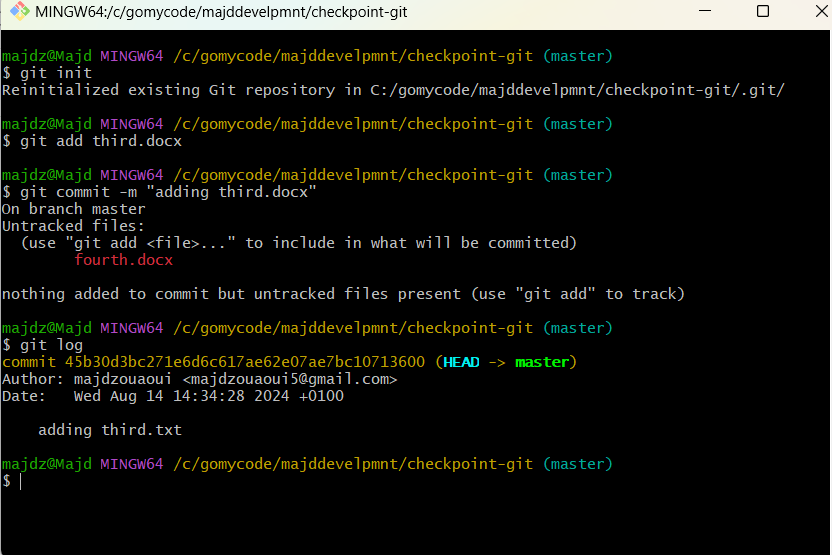 MINGW64:/c/gomycode/majddevelpmnt/checkpoint-git
majdz@Majd MINGW64 /c/gomycode/majddevelpmnt/checkpoint-git (master)
$ git init
Reinitialized existing Git repository in C:/gomycode/majddevelpmnt/checkpoint-git/.git/
majdz@Majd MINGW64 /c/gomycode/majddevelpmnt/checkpoint-git (master)
$ git add third.docx
majdz@Majd MINGW64 /c/gomycode/majddevelpmnt/checkpoint-git (master)
$ git commit -m "adding third.docx"
On branch master
Untracked files:
  (use "git add <file>..." to include in what will be committed)
        fourth.docx
nothing added to commit but untracked files present (use "git add" to track)
majdz@Majd MINGW64 /c/gomycode/majddevelpmnt/checkpoint-git (master)
$ git log
commit 45b30d3bc271e6d6c617ae62e07ae7bc10713600 (HEAD -> master)
Author: majdzouaoui <majdzouaoui5@gmail.com>
Date:   Wed Aug 14 14:34:28 2024 +0100
    adding third.txt
majdz@Majd MINGW64 /c/gomycode/majddevelpmnt/checkpoint-git (master)
$